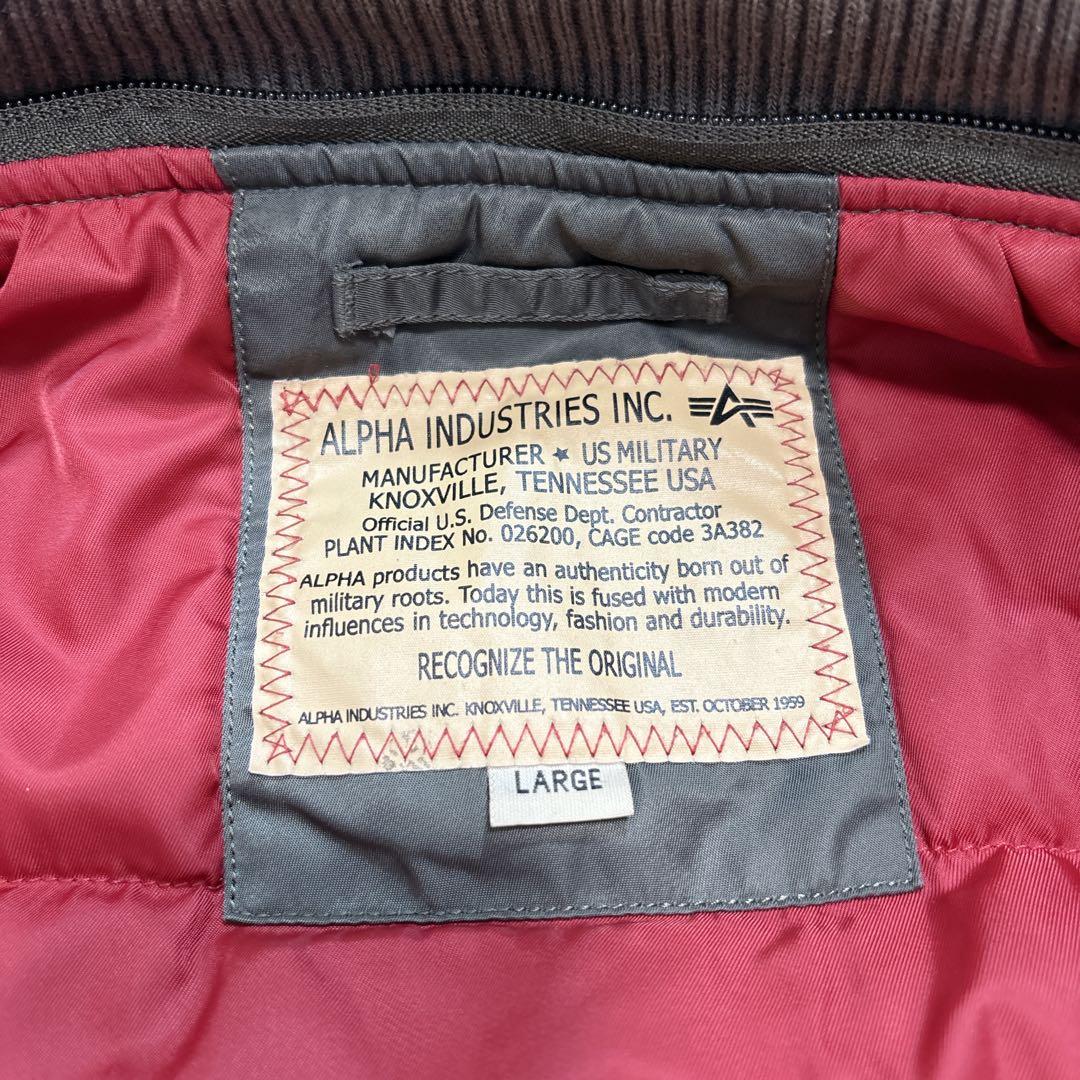 ALPHA INDUSTRIES INC.
MANUFACTURER ★ US MILITARY
KNOXVILLE, TENNESSEE USA
Official U.S. Defense Dept. Contractor
PLANT INDEX No. 026200, CAGE code 3A382
ALPHA products have an authenticity born out of
military roots. Today this is fused with modern
influences in technology, fashion and durability.
RECOGNIZE THE ORIGINAL
ALPHA INDUSTRIES INC. KNOXVILLE, TENNESSEE USA, EST. OCTOBER 1959
LARGE